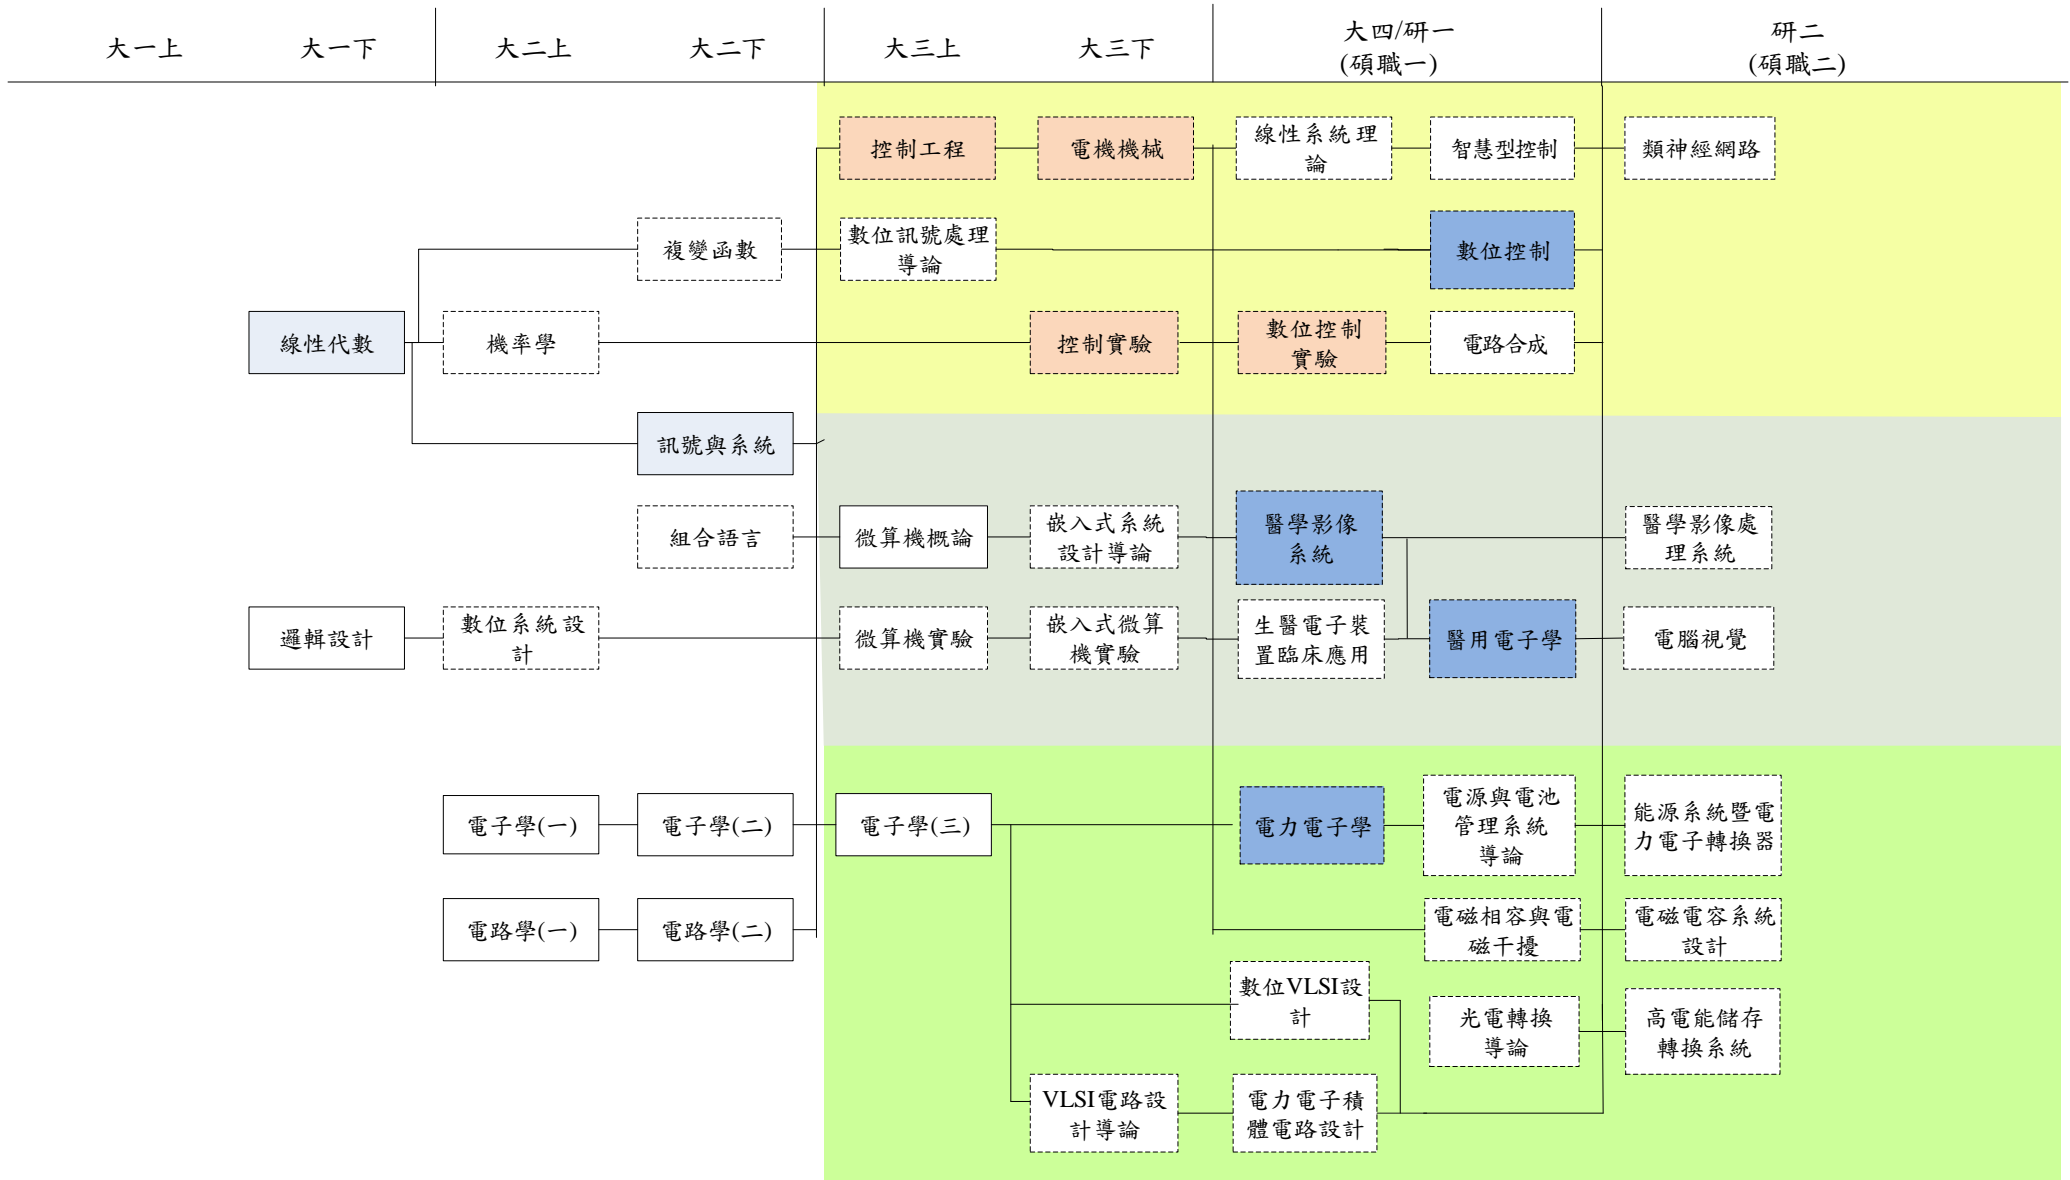 大一上
大一下
大二上
大二下
大三上
大三下
大四/研一
(碩職一)
研二
(碩職二)
控制工程
電機機械
線性系統理
論
智慧型控制
類神經網路
複變函數
數位訊號處理
導論
數位控制
線性代數
機率學
控制實驗
數位控制
實驗
電路合成
訊號與系統
組合語言
微算機概論
嵌入式系統
設計導論
醫學影像
系統
醫學影像處
理系統
邏輯設計
數位系統設
計
微算機實驗
嵌入式微算
機實驗
生醫電子裝
置臨床應用
醫用電子學
電腦視覺
電子學(一)
電子學(二)
電子學(三)
電力電子學
電源與電池
管理系統
導論
能源系統暨電
力電子轉換器
電路學(一)
電路學(二)
電磁相容與電
磁干擾
電磁電容系統
設計
數位VLSI設
計
光電轉換
導論
高電能儲存
轉換系統
VLSI電路設
計導論
電力電子積
體電路設計